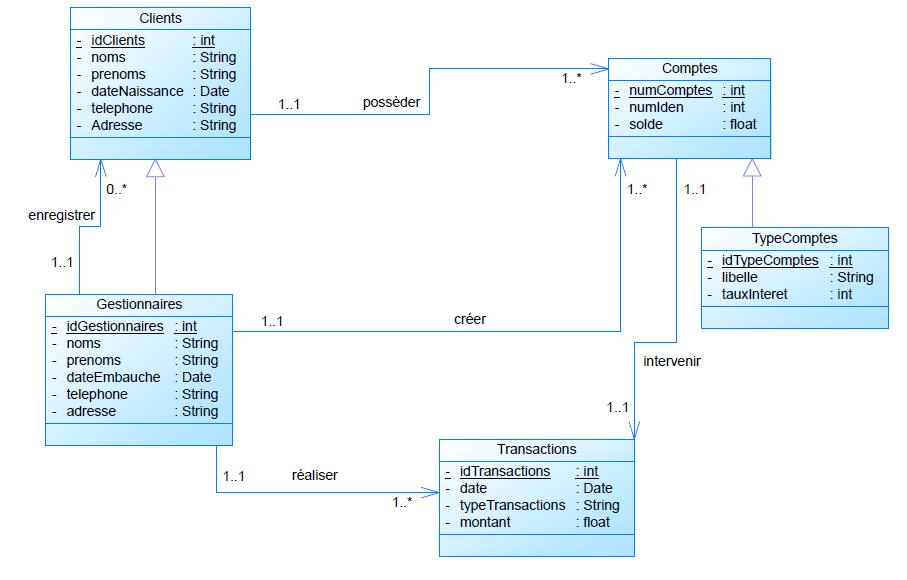 Clients
- idClients : int
- noms : String
- prenoms : String
- dateNaissance : Date
- telephone : String
- Adresse : String
1..1
possèder
1..*
Comptes
- numComptes : int
- numIden : int
- solde : float
0..*
enregistrer
1..1
1..*
1..1
TypeComptes
- idTypeComptes : int
- libelle : String
- tauxInteret : int
Gestionnaires
- idGestionnaires : int
- noms : String
- prenoms : String
- dateEmbauche : Date
- telephone : String
- adresse : String
1..1
créer
intervenir
1..1
1..1
réaliser
1..*
Transactions
- idTransactions : int
- date : Date
- typeTransactions : String
- montant : float